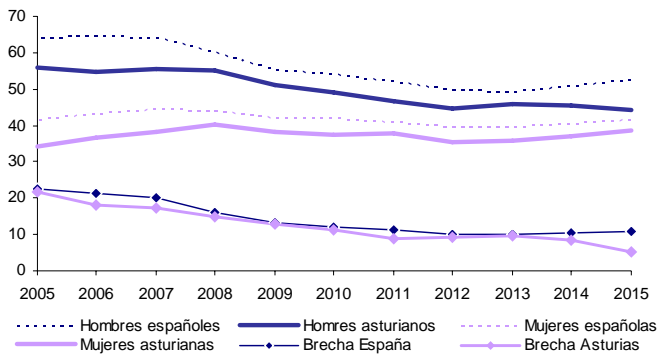 70
60
50
40
30
20
10
0
2005 2006 2007 2008 2009 2010 2011 2012 2013 2014 2015
Hombres españoles Homres asturianos Mujeres españolas
Mujeres asturianas Brecha España Brecha Asturias